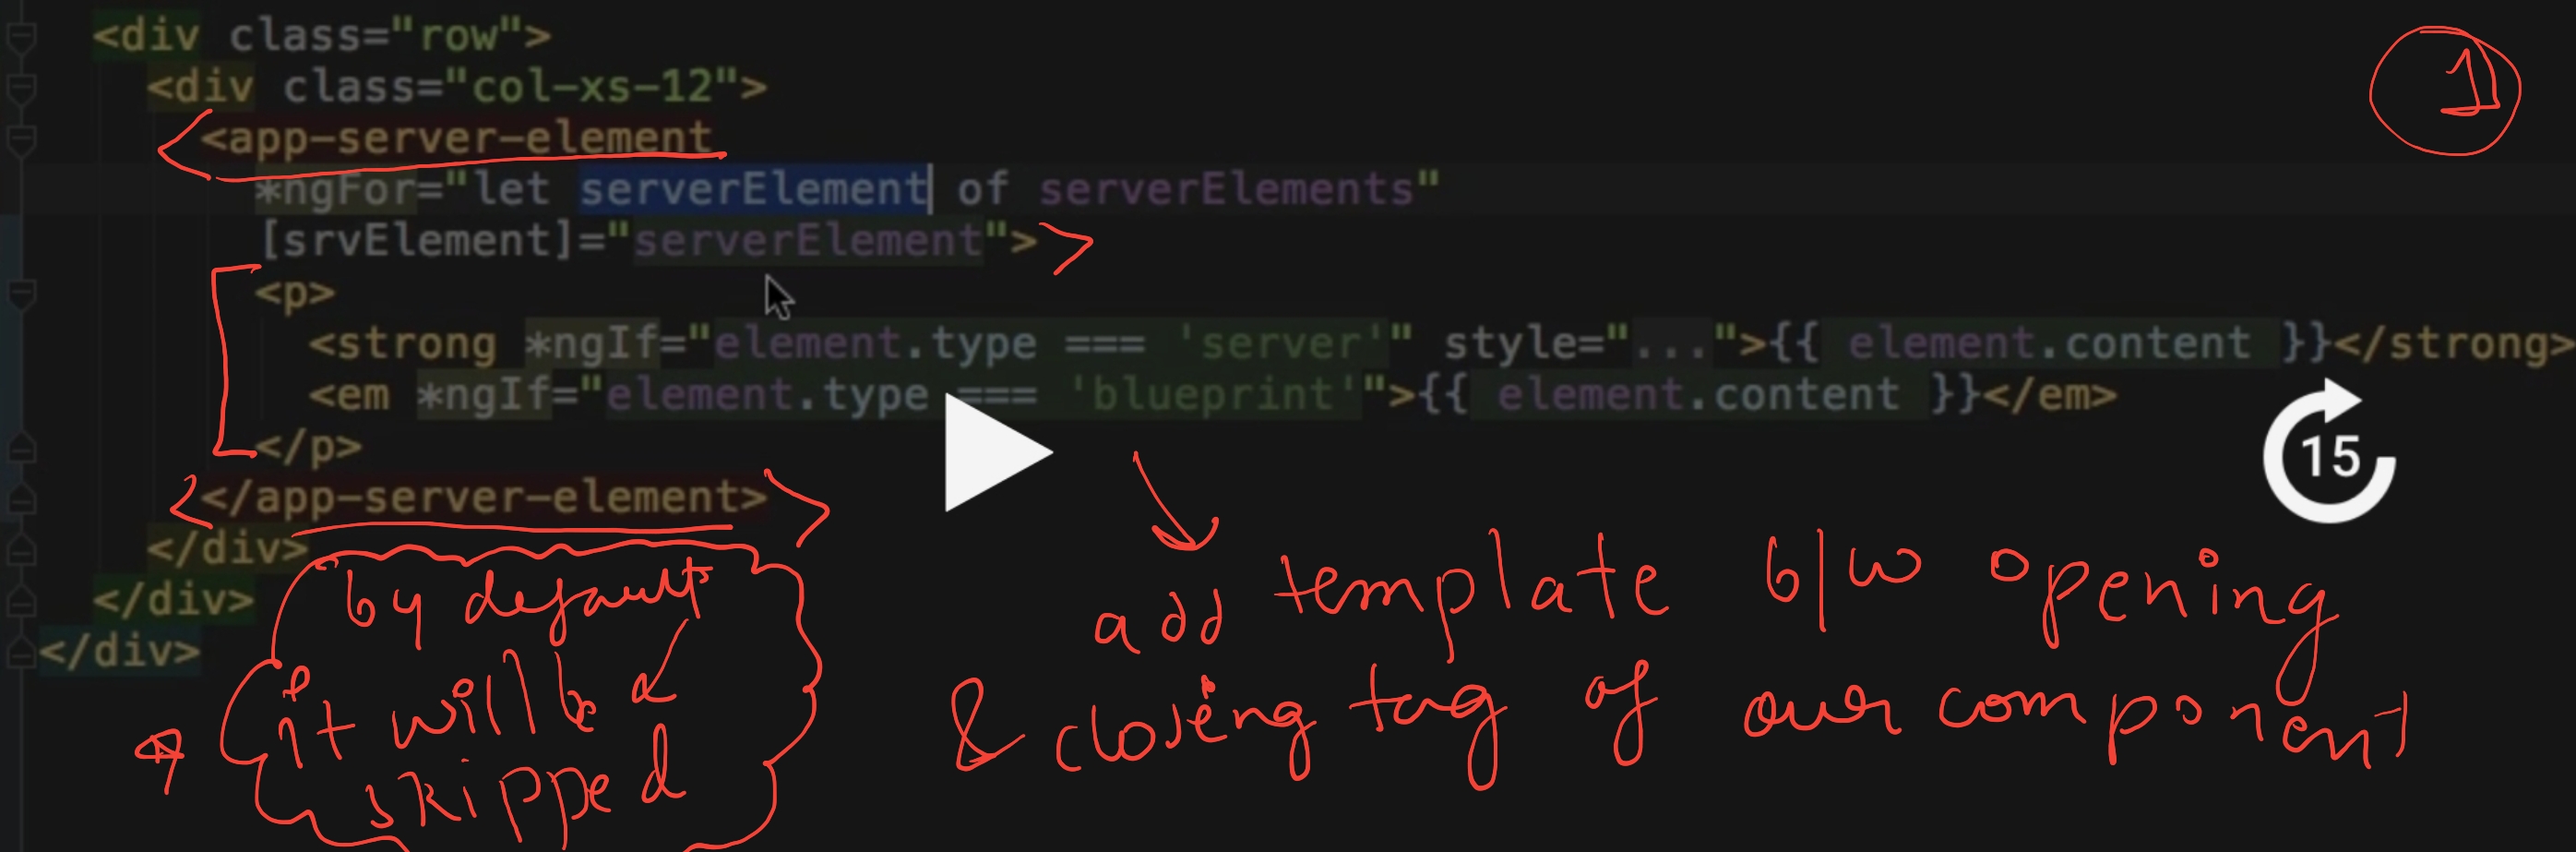 <div class="row">
1
<div class="col-xs-12">
<app-server-element
*ngFor="let serverElement of serverElements"
[srvElement]="serverElement"> >
<p>
<strong *ngIf="element.type === 'server'" style="...">{{ element.content }}</strong>
<em *ngIf="element.type === 'blueprint'">{{ element.content }}</em>
</p>
15
</app-server-element>
</div>
</div>
</div>
by default
it will be
skipped
add template b/w opening
& closing tag of our component